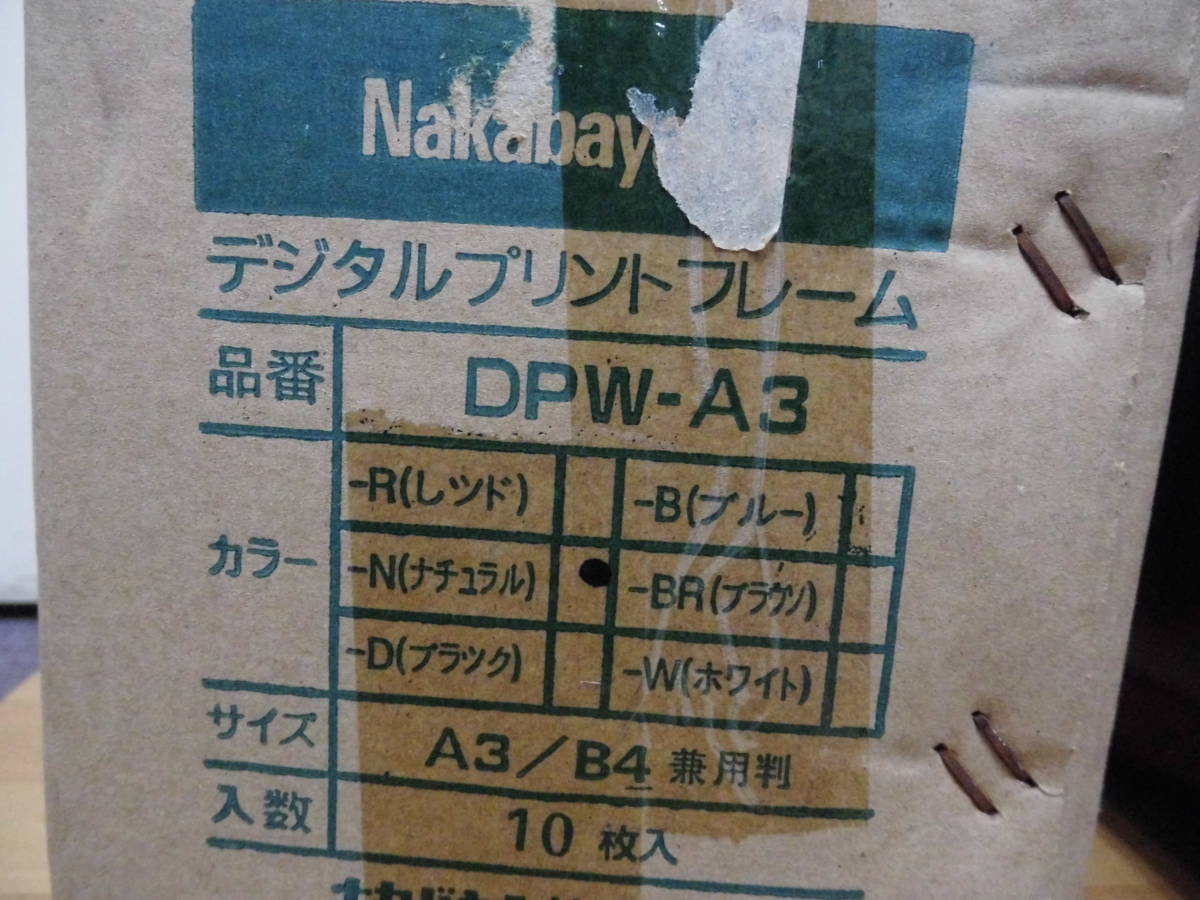 Nakabay
デジタルプリントフレーム
品番 DPW-A3
カラー
-R(レッド) -B(ブルー)
-N(ナチュラル) ● -BR(ブラウン)
-D(ブラック) -W(ホワイト)
サイズ A3/B4 兼用判
入数 10 枚入